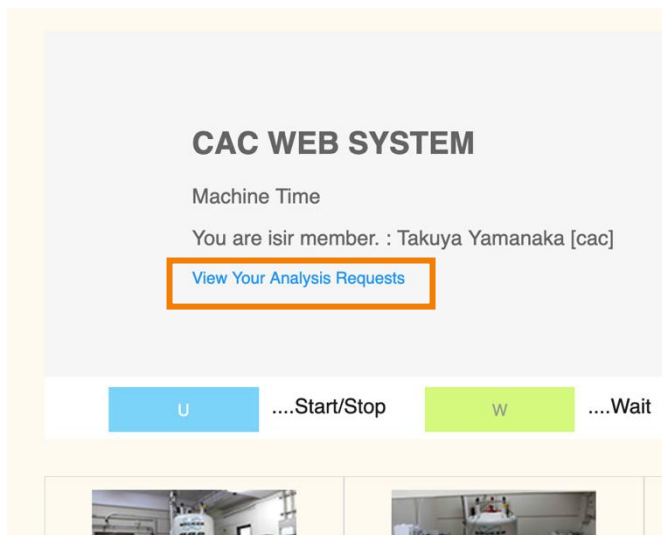 CAC WEB SYSTEM
Machine Time
You are isir member. : Takuya Yamanaka [cac]
View Your Analysis Requests
U ....Start/Stop W ....Wait